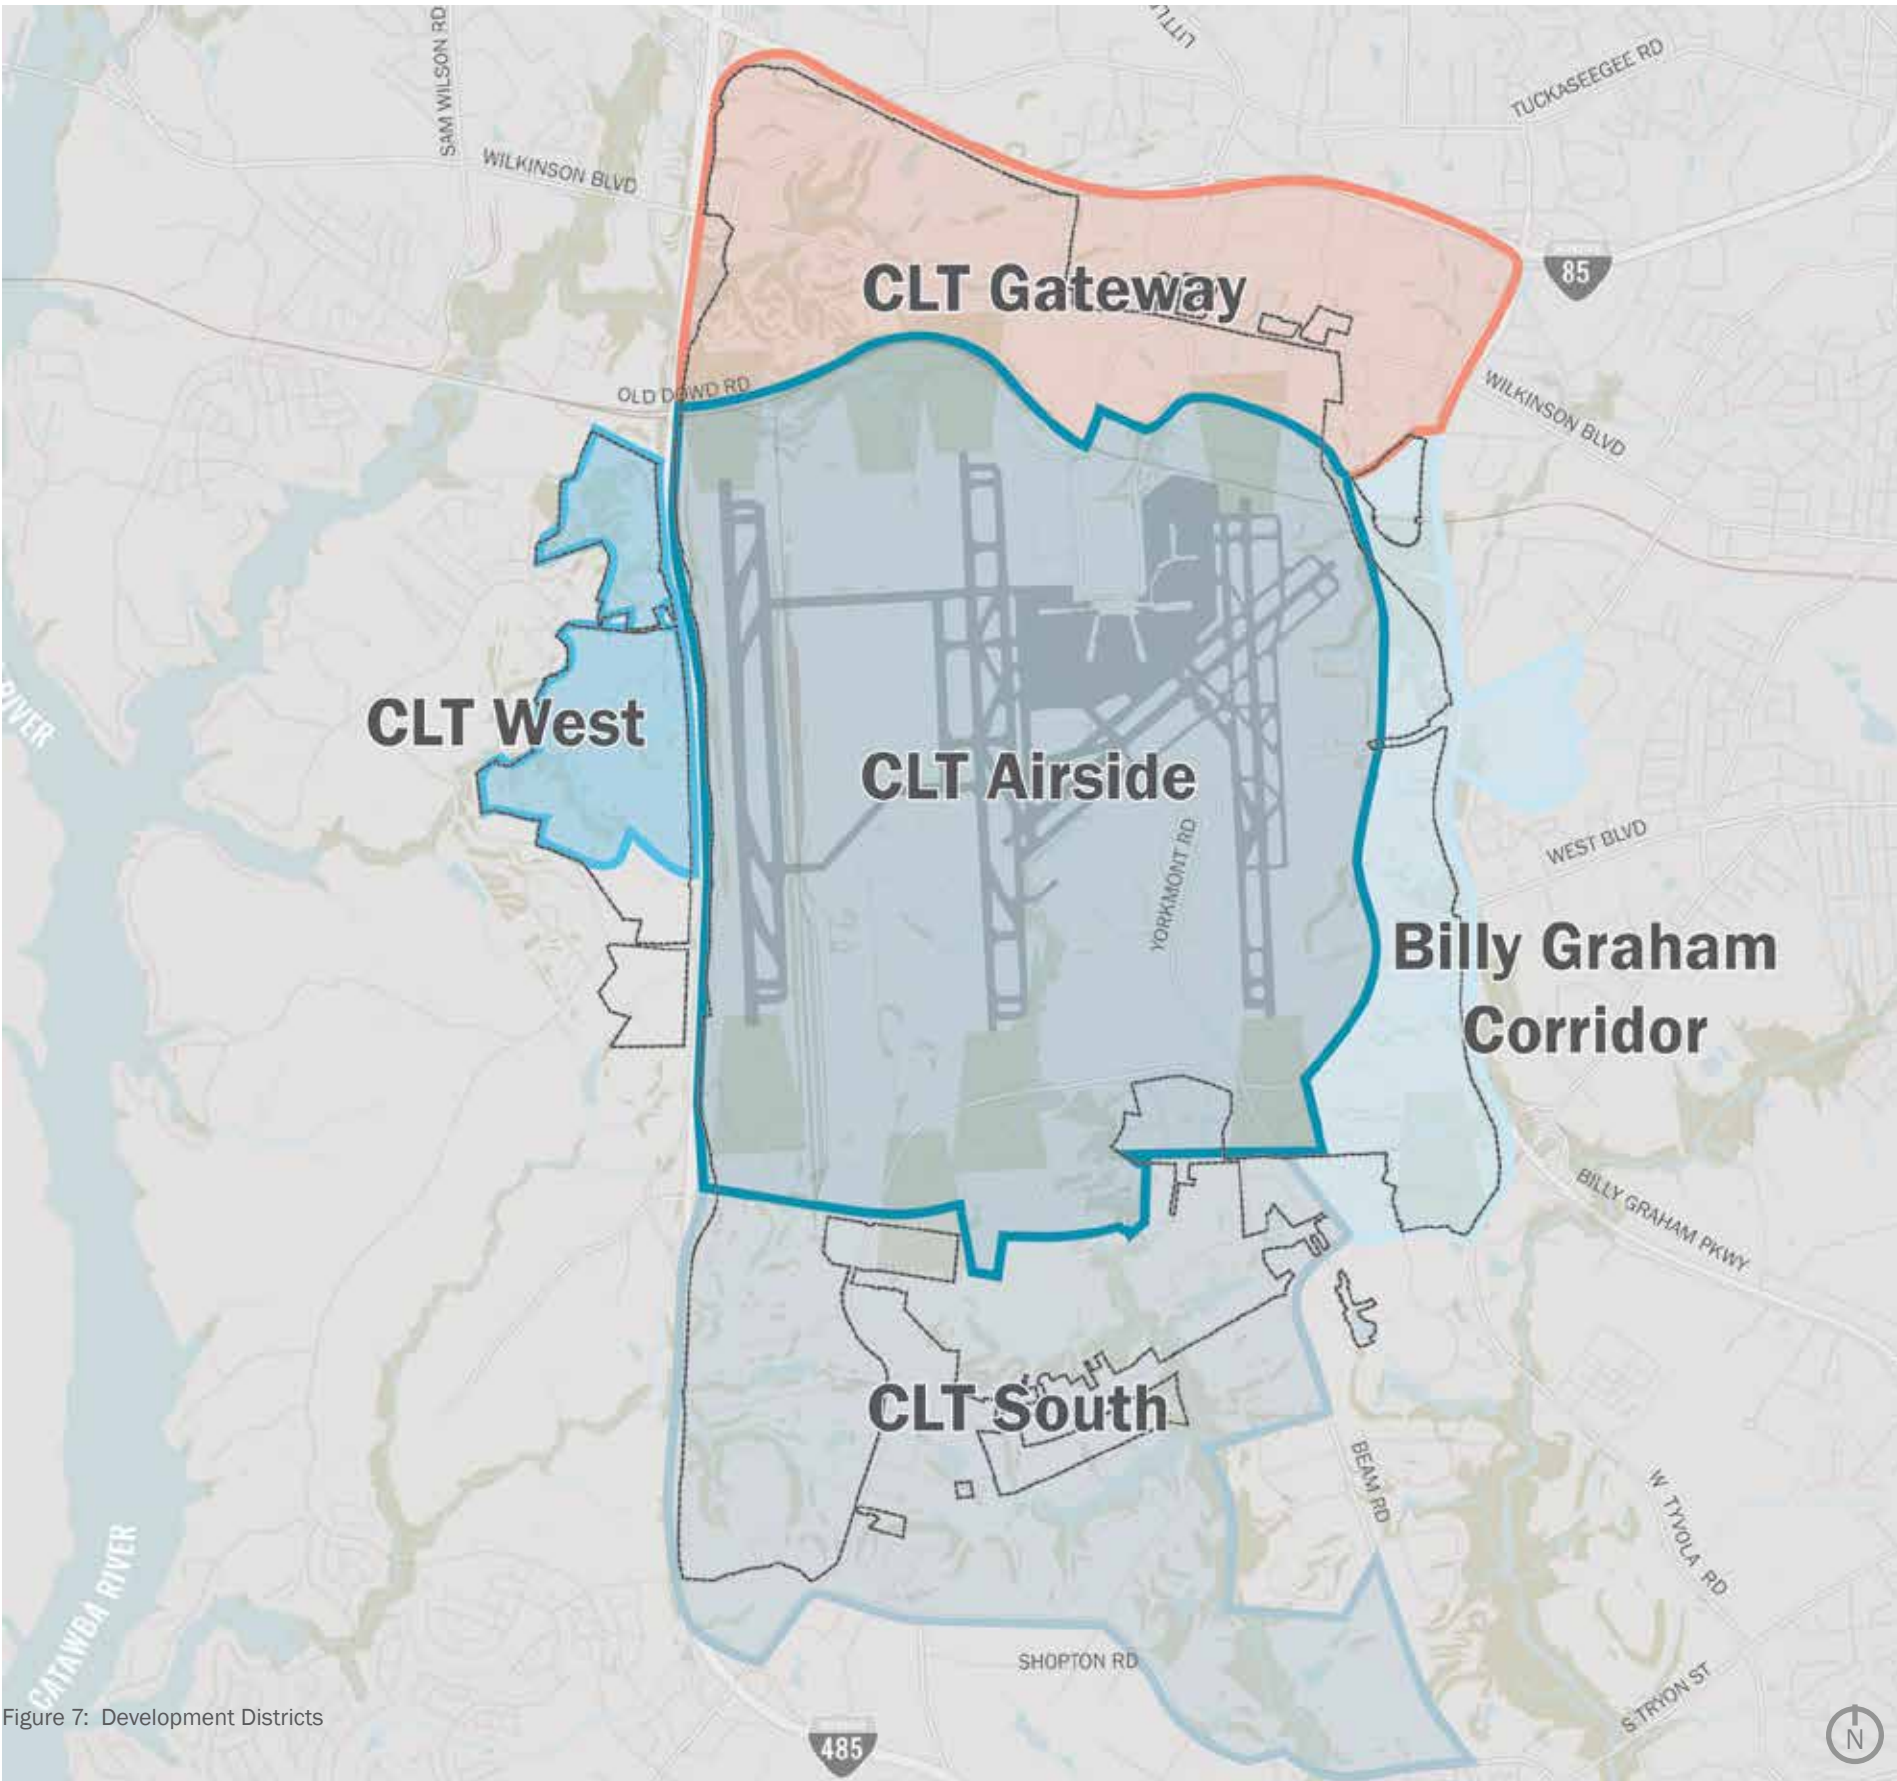 LITTL
SAM WILSON RD
TUCKASEEGEE RD
WILKINSON BLVD
85
CLT Gateway
OLD DOWD RD
WILKINSON BLVD
RIVER
CLT West
CLT Airside
YORKMONT RD
WEST BLVD
Billy Graham
Corridor
BILLY GRAHAM PKWY
CLT South
BEAM RD
W TYVOLA RD
CATAWBA RIVER
SHOPTON RD
S TRYON ST
Figure 7: Development Districts
485
N